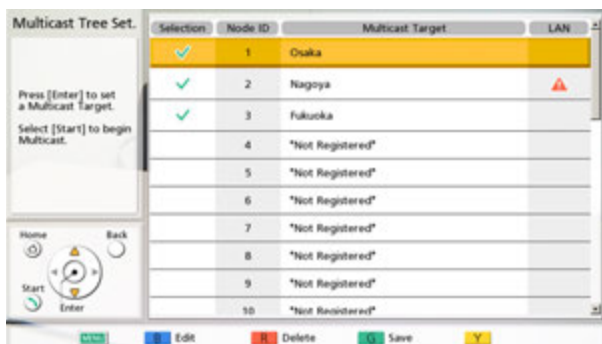 Multicast Tree Set.
Press [Enter] to set
a Multicast Target.
Select [Start] to begin
Multicast.
Home
Back
Start
Enter
Selection Node ID Multicast Target LAN
1 Osaka
2 Nagoya
3 Fukuoka
4 "Not Registered"
5 "Not Registered"
6 "Not Registered"
7 "Not Registered"
8 "Not Registered"
9 "Not Registered"
10 "Not Registered"
MENU B Edit R Delete G Save Y